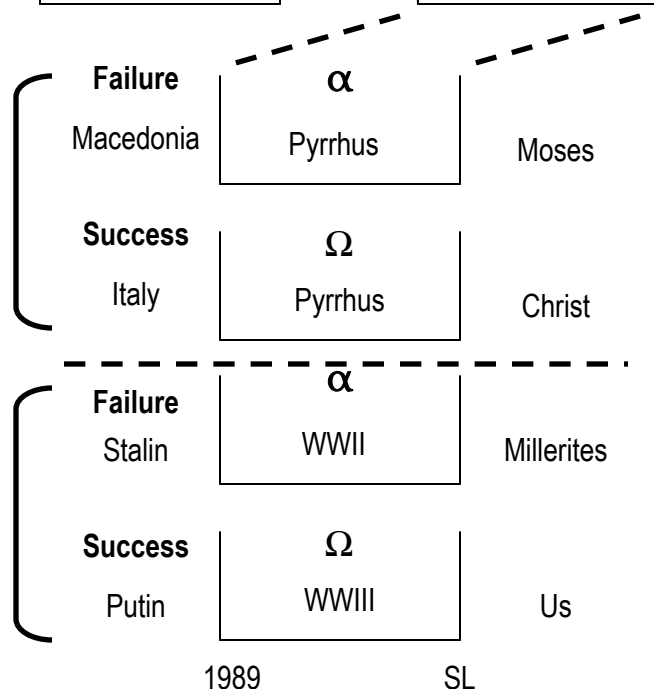 Failure α
Macedonia Pyrrhus Moses
Success Ω
Italy Pyrrhus Christ
Failure α
Stalin WWII Millerites
Success Ω
Putin WWIII Us
1989 SL